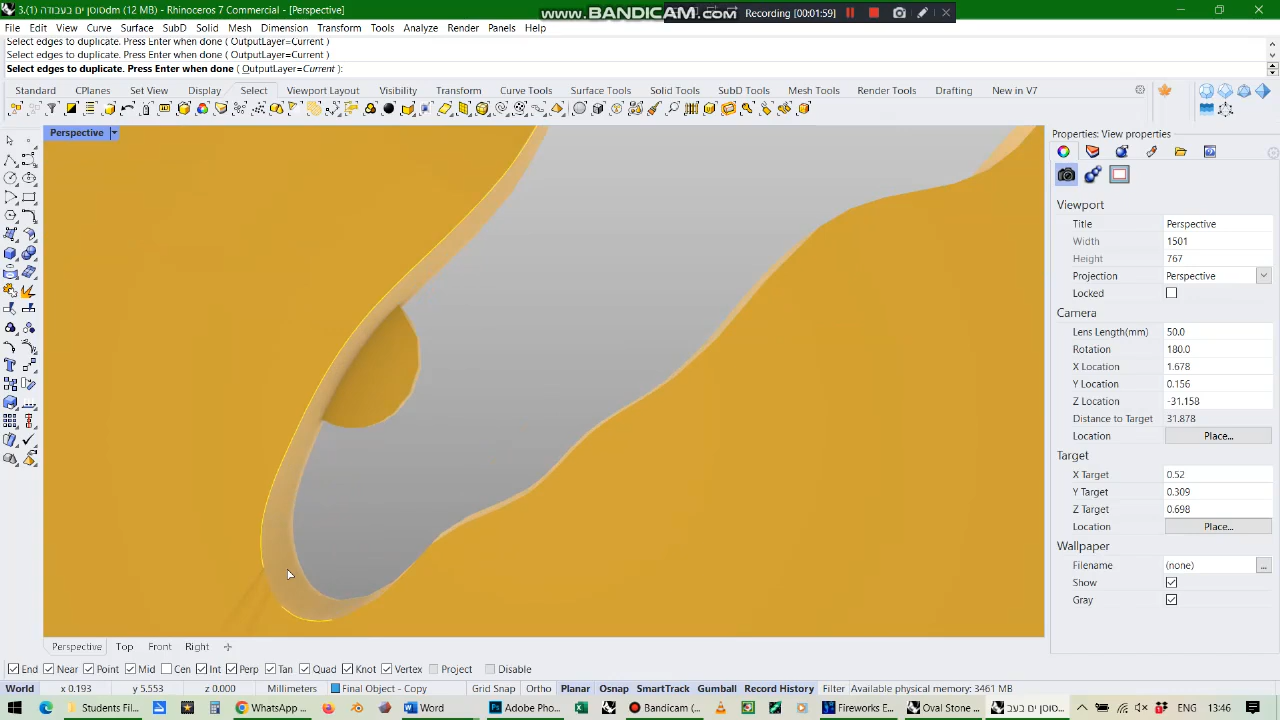 3.(1) מסטוסן ים בעבודה (12 MB) - Rhinoceros 7 Commercial - [Perspective]
www.BANDICAM.com Recording [00:01:59]
File Edit View Curve Surface SubD Solid Mesh Dimension Transform Tools Analyze Render Panels Help
Select edges to duplicate. Press Enter when done ( OutputLayer=Current )
Select edges to duplicate. Press Enter when done ( OutputLayer=Current )
Select edges to duplicate. Press Enter when done ( OutputLayer=Current ):
Standard CPlanes Set View Display Select Viewport Layout Visibility Transform Curve Tools Surface Tools Solid Tools SubD Tools Mesh Tools Render Tools Drafting New in V7
Perspective
Properties: View properties
Viewport
Title Perspective
Width 1501
Height 767
Projection Perspective
Locked
Camera
Lens Length(mm) 50.0
Rotation 180.0
X Location 1.678
Y Location 0.156
Z Location -31.158
Distance to Target 31.878
Location Place...
Target
X Target 0.52
Y Target 0.309
Z Target 0.698
Location Place...
Wallpaper
Filename (none) ...
Show
Gray
Perspective Top Front Right
End Near Point Mid Cen Int Perp Tan Quad Knot Vertex Project Disable
World x 0.193 y 5.553 z 0.000 Millimeters Final Object - Copy Grid Snap Ortho Planar Osnap SmartTrack Gumball Record History Filter Available physical memory: 3461 MB
Students Fil... WhatsApp ... Word Adobe Pho... Bandicam (... Fireworks E... Oval Stone ... 13:46